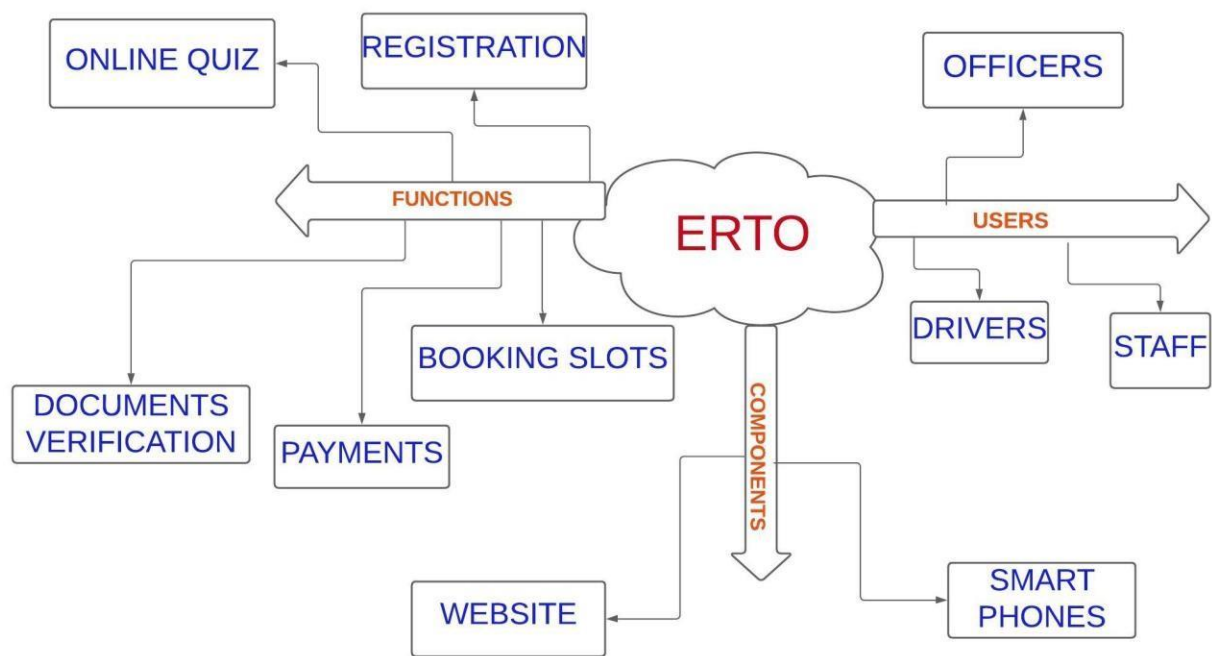 ONLINE QUIZ
REGISTRATION
OFFICERS
FUNCTIONS
ERTO
USERS
BOOKING SLOTS
DRIVERS
STAFF
DOCUMENTS
VERIFICATION
PAYMENTS
COMPONENTS
WEBSITE
SMART
PHONES